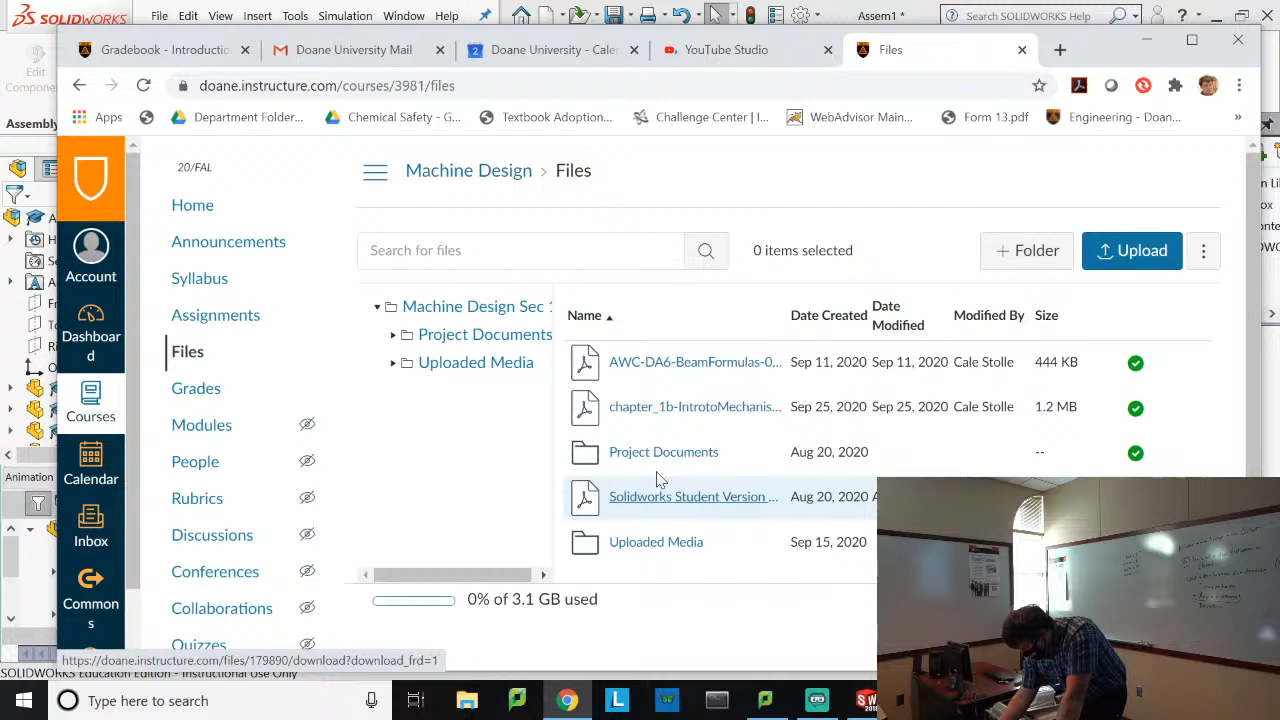 SOLIDWORKS File Edit View Insert Tools Simulation Window Help Assem1 * Search SOLIDWORKS Help
Gradebook - Introductio Doane University Mail Doane University - Cale YouTube Studio Files
doane.instructure.com/courses/3981/files
Apps Department Folder... Chemical Safety - G... Textbook Adoption... Challenge Center | I... WebAdvisor Main... Form 13.pdf Engineering - Doan... »
Edit
Assembly
Animation
20/FAL
Home
Announcements
Syllabus
Assignments
Files
Grades
Modules
People
Rubrics
Discussions
Conferences
Collaborations
Quizzes
Account
Dashboar
d
Courses
Calendar
Inbox
Common
s
Machine Design > Files
Search for files 0 items selected + Folder Upload
Machine Design Sec 1
Project Documents
Uploaded Media
Name Date Created Date Modified Modified By Size
AWC-DA6-BeamFormulas-0... Sep 11, 2020 Sep 11, 2020 Cale Stolle 444 KB
chapter_1b-IntrotoMechanis... Sep 25, 2020 Sep 25, 2020 Cale Stolle 1.2 MB
Project Documents Aug 20, 2020 --
Solidworks Student Version ... Aug 20, 2020
Uploaded Media Sep 15, 2020
0% of 3.1 GB used
https://doane.instructure.com/files/179890/download?download_frd=1
SOLIDWORKS Education Edition - Instructional Use Only
Type here to search